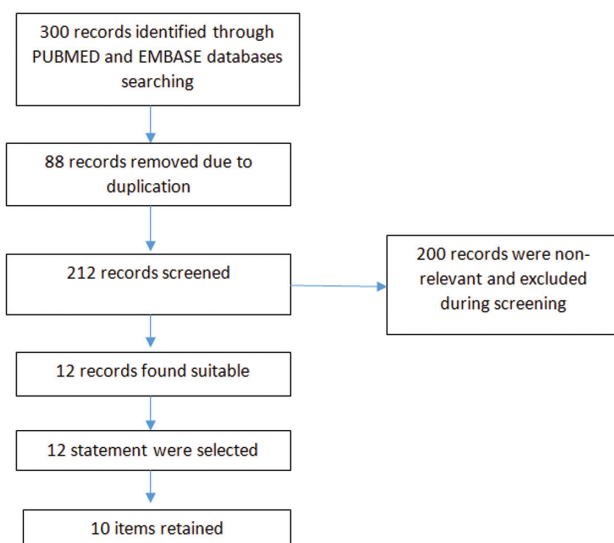 300 records identified through
PUBMED and EMBASE databases
searching
88 records removed due to
duplication
212 records screened
200 records were non-
relevant and excluded
during screening
12 records found suitable
12 statement were selected
10 items retained